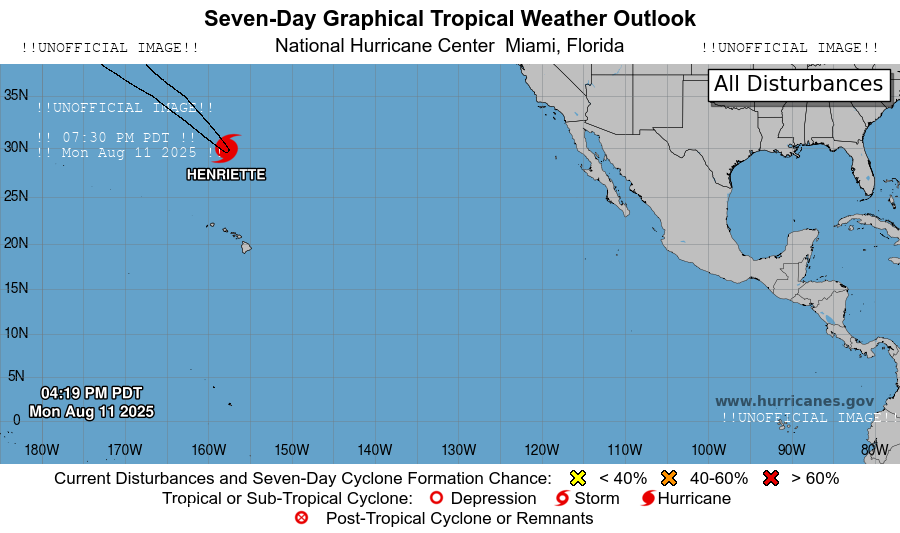 Seven-Day Graphical Tropical Weather Outlook
!!UNOFFICIAL IMAGE!!
National Hurricane Center  Miami, Florida
!!UNOFFICIAL IMAGE!!
All Disturbances
35N
!!UNOFFICIAL IMAGE!!
!! 07:30 PM PDT !!
30N
!! Mon Aug 11 2025 !!
HENRIETTE
25N
20N
15N
10N
5N
04:19 PM PDT
Mon Aug 11 2025
www.hurricanes.gov
!!UNOFFICIAL IMAGE!!
0
180W 170W 160W 150W 140W 130W 120W 110W 100W 90W 80W
Current Disturbances and Seven-Day Cyclone Formation Chance: < 40% 40-60% > 60%
Tropical or Sub-Tropical Cyclone: Depression Storm Hurricane
Post-Tropical Cyclone or Remnants